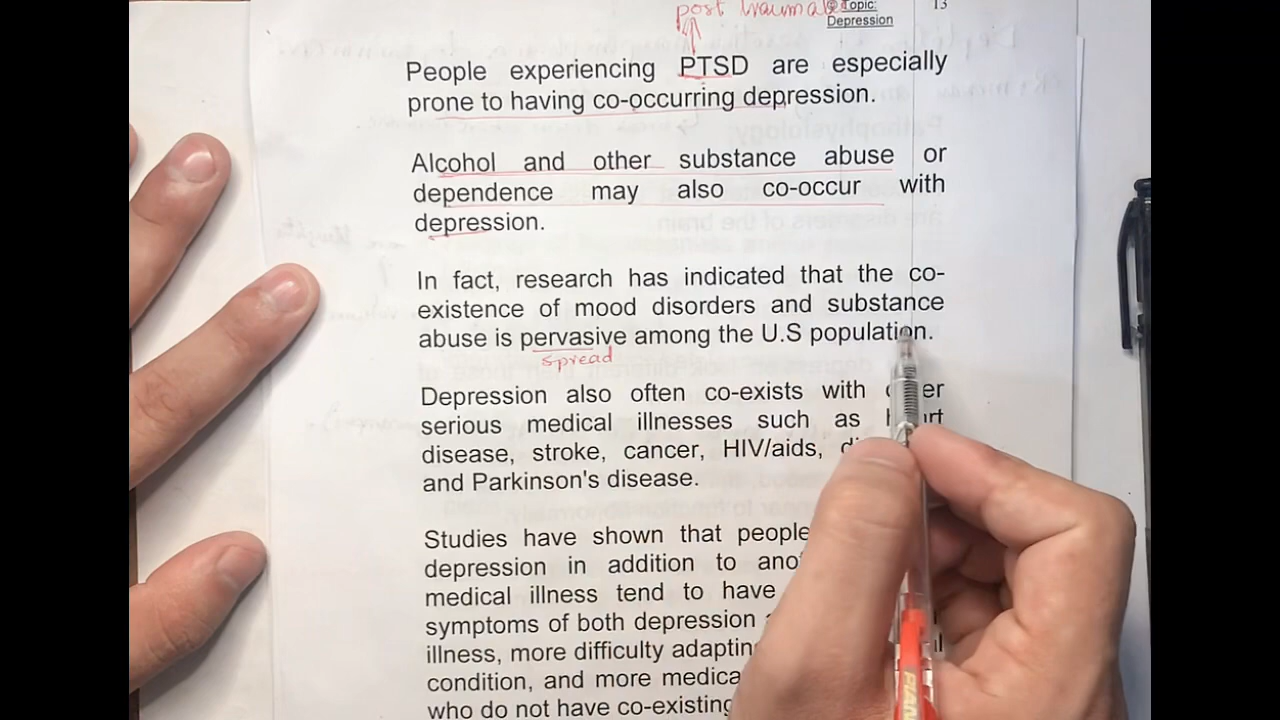 post trauma
Topic: 13
Depression
People experiencing PTSD are especially
prone to having co-occurring depression.
Alcohol and other substance abuse or
dependence may also co-occur with
depression.
In fact, research has indicated that the co-
existence of mood disorders and substance
abuse is pervasive among the U.S population.
spread
Depression also often co-exists with
serious medical illnesses such as
disease, stroke, cancer, HIV/aids,
and Parkinson's disease.
Studies have shown that people
depression in addition to
medical illness tend to have
symptoms of both depression
illness, more difficulty
condition, and more
who do not have co-existing